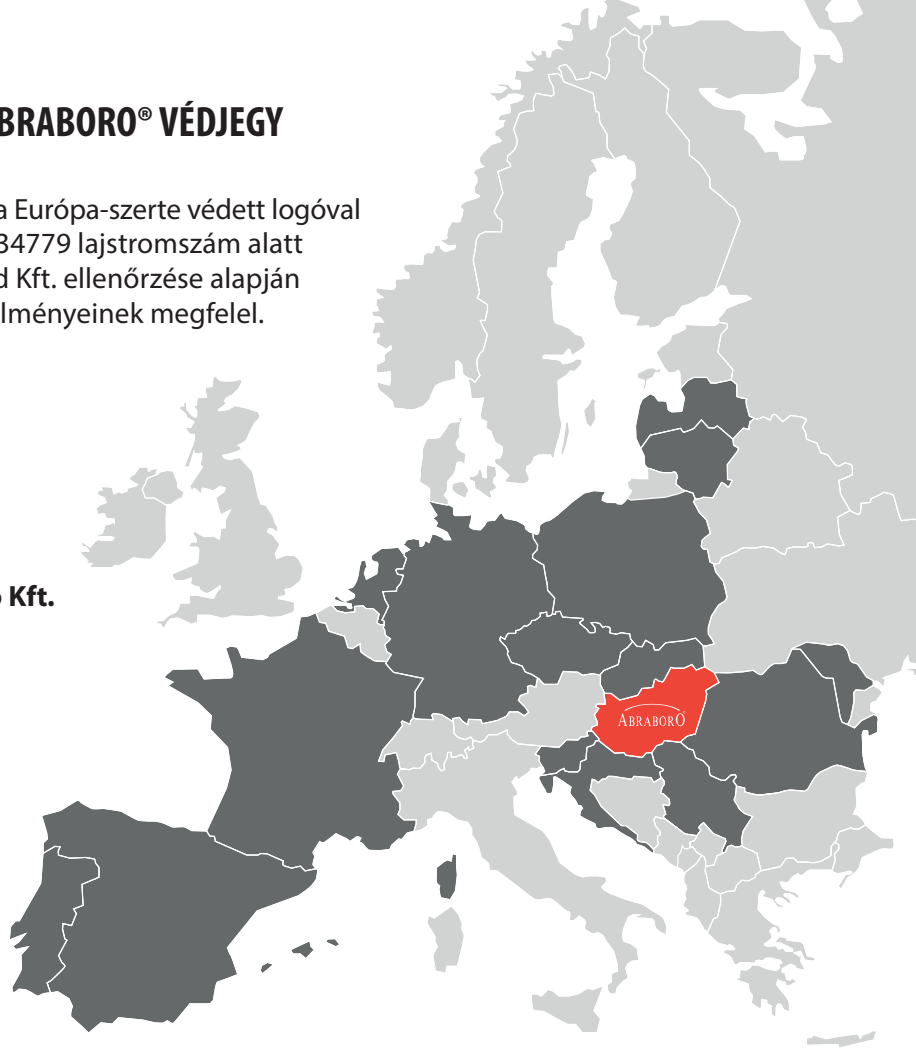 BRABORO® VÉDJEGY
a Európa-szerte védett logóval
34779 lajstromszám alatt
d Kft. ellenőrzése alapján
lményeinek megfelel.
Kft.
ABRABORO